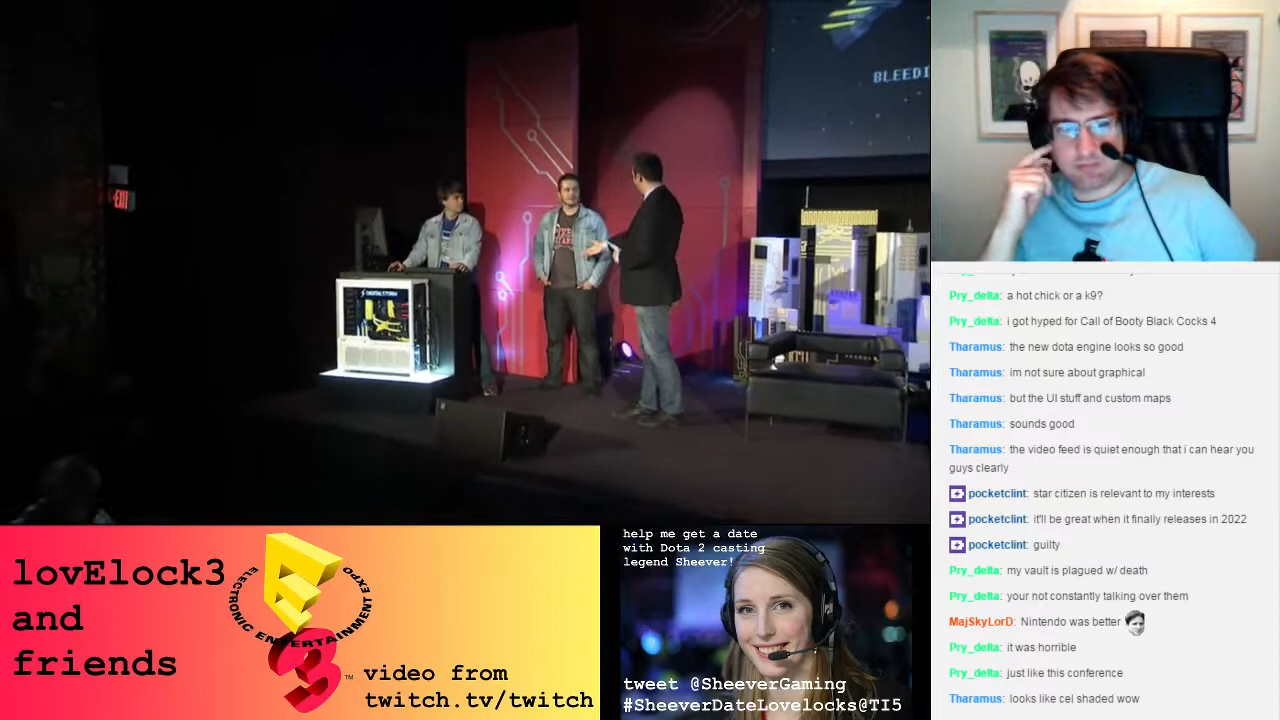 BLEEDI
EXIT
DIGITAL STORM
Pry_delta: a hot chick or a k9?
Pry_delta: i got hyped for Call of Booty Black Cocks 4
Tharamus: the new dota engine looks so good
Tharamus: im not sure about graphical
Tharamus: but the UI stuff and custom maps
Tharamus: sounds good
Tharamus: the video feed is quiet enough that i can hear you
guys clearly
pocketclint: star citizen is relevant to my interests
pocketclint: it'll be great when it finally releases in 2022
pocketclint: guilty
Pry_delta: my vault is plagued w/ death
Pry_delta: your not constantly talking over them
MajSkyLorD: Nintendo was better
Pry_delta: it was horrible
Pry_delta: just like this conference
Tharamus: looks like cel shaded wow
lovElock3
and
friends
E3
ELECTRONIC ENTERTAINMENT EXPO
TM
video from
twitch.tv/twitch
help me get a date
with Dota 2 casting
legend Sheever!
tweet @SheeverGaming
#SheeverDateLovelocks@TI5